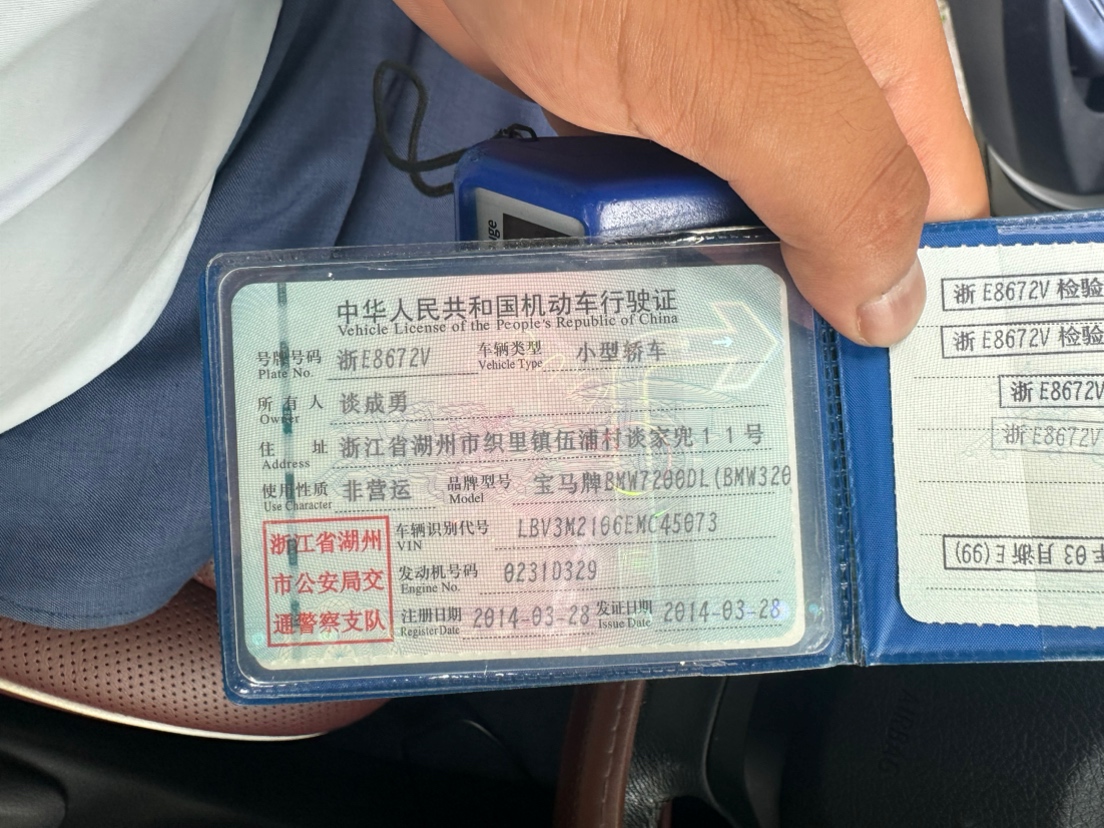 中华人民共和国机动车行驶证
Vehicle License of the People's Republic of China
号牌号码 浙E8672V 车辆类型 小型轿车
Plate No. Vehicle Type
所有人 谈成勇
Owner
住址 浙江省湖州市织里镇伍浦村谈家兜11号
Address
使用性质 非营运 品牌型号 宝马牌BMW7200DL(BMW320
Use Character Model
浙江省湖州
市公安局交
通警察支队
车辆识别代号 LBV3M2106EMC45073
VIN
发动机号码 0231D329
Engine No.
注册日期 2014-03-28 发证日期 2014-03-28
Register Date Issue Date
浙E8672V 检验
浙E8672V 检验
浙E8672V
浙E8672V
03月浙E(99)